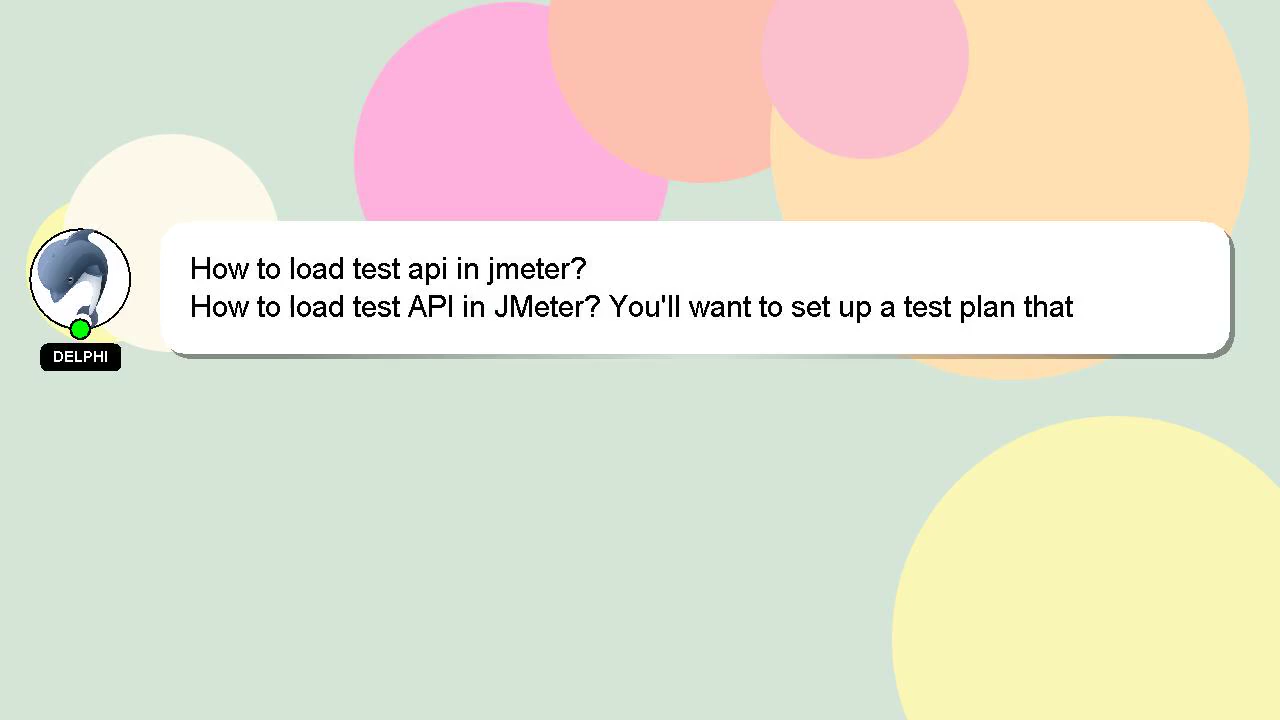 How to load test api in jmeter?
How to load test API in JMeter? You'll want to set up a test plan that
DELPHI